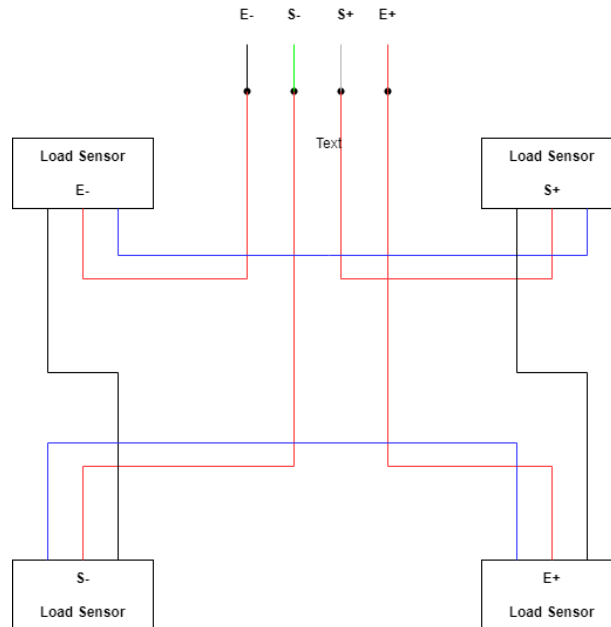 E- S- S+ E+
Text
Load Sensor
E-
Load Sensor
S+
S-
Load Sensor
E+
Load Sensor